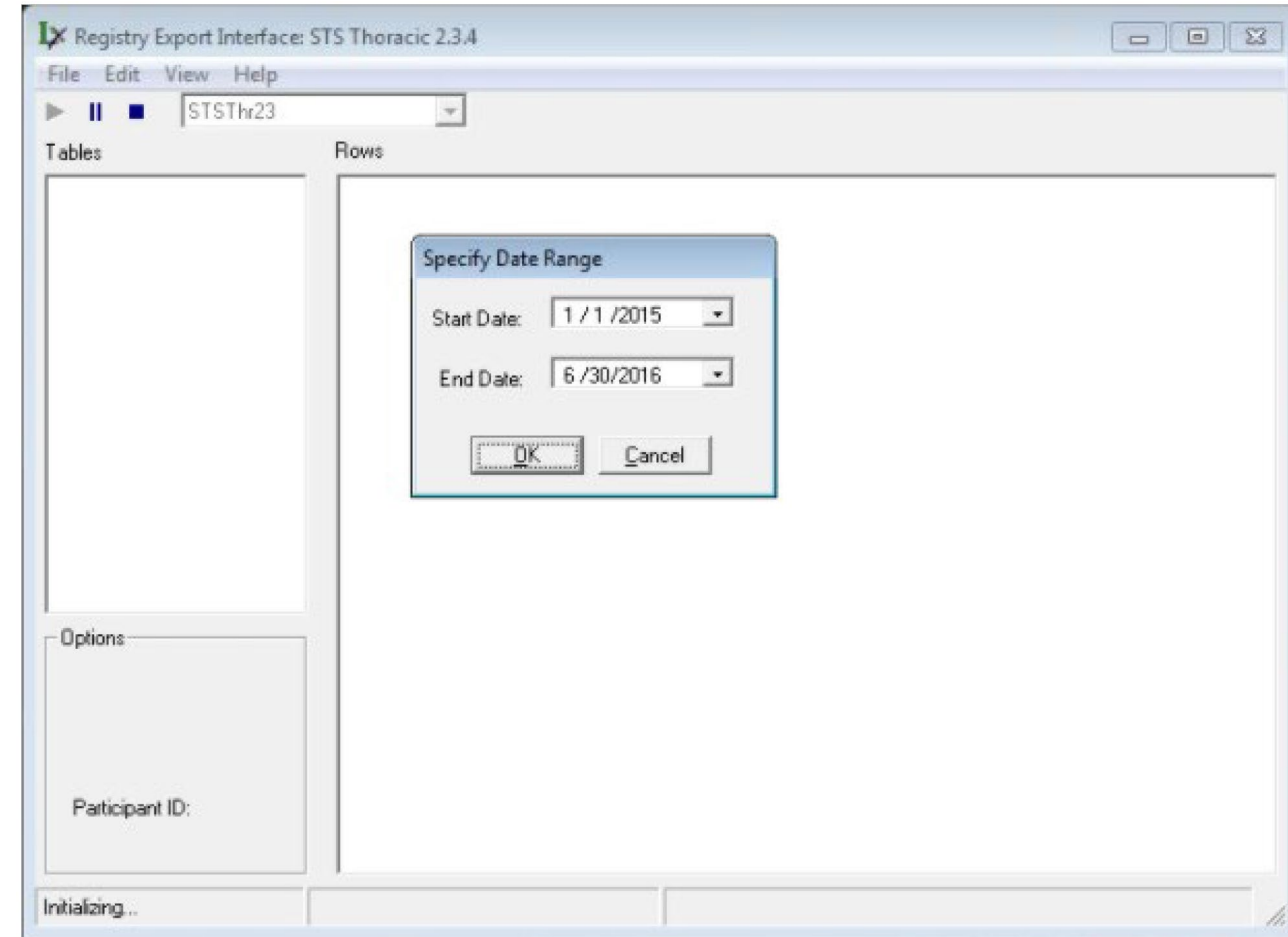 Lx Registry Export Interface: STS Thoracic 2.3.4
File Edit View Help
STSThr23
Tables Rows
Specify Date Range
Start Date: 1 / 1 /2015
End Date: 6 /30/2016
OK Cancel
Options
Participant ID:
Initializing...